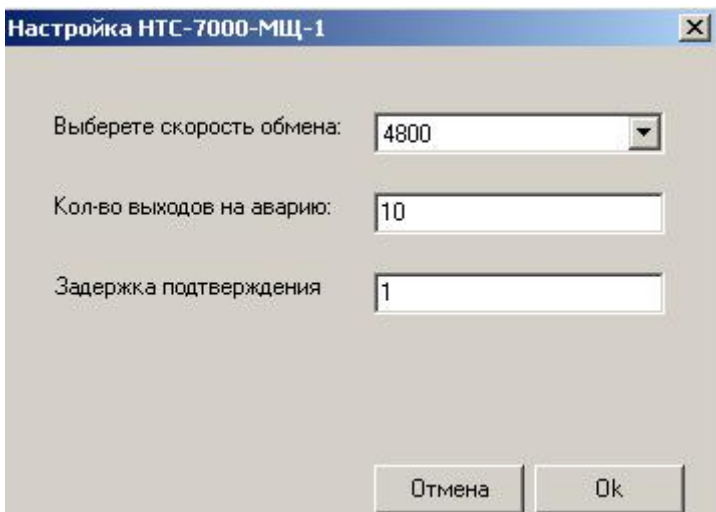 Настройка НТС-7000-МЩ-1
Выберете скорость обмена:
4800
Кол-во выходов на аварию:
10
Задержка подтверждения
1
Отмена
Ok